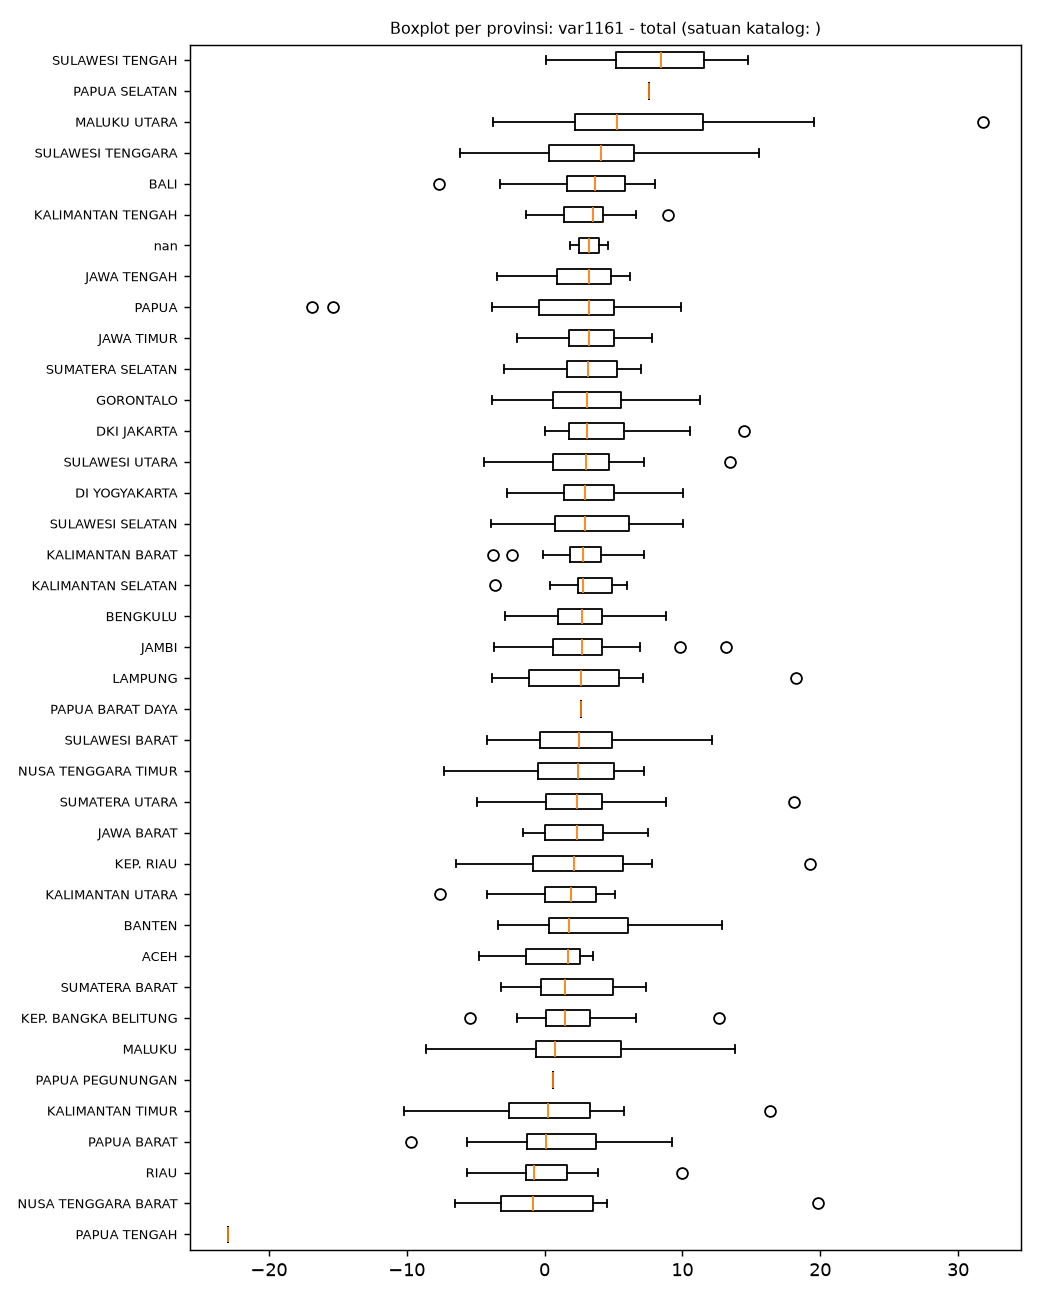 Boxplot per provinsi: var1161 - total (satuan katalog: )
SULAWESI TENGAH
PAPUA SELATAN
MALUKU UTARA
SULAWESI TENGGARA
BALI
KALIMANTAN TENGAH
nan
JAWA TENGAH
PAPUA
JAWA TIMUR
SUMATERA SELATAN
GORONTALO
DKI JAKARTA
SULAWESI UTARA
DI YOGYAKARTA
SULAWESI SELATAN
KALIMANTAN BARAT
KALIMANTAN SELATAN
BENGKULU
JAMBI
LAMPUNG
PAPUA BARAT DAYA
SULAWESI BARAT
NUSA TENGGARA TIMUR
SUMATERA UTARA
JAWA BARAT
KEP. RIAU
KALIMANTAN UTARA
BANTEN
ACEH
SUMATERA BARAT
KEP. BANGKA BELITUNG
MALUKU
PAPUA PEGUNUNGAN
KALIMANTAN TIMUR
PAPUA BARAT
RIAU
NUSA TENGGARA BARAT
PAPUA TENGAH
−20 −10 0 10 20 30